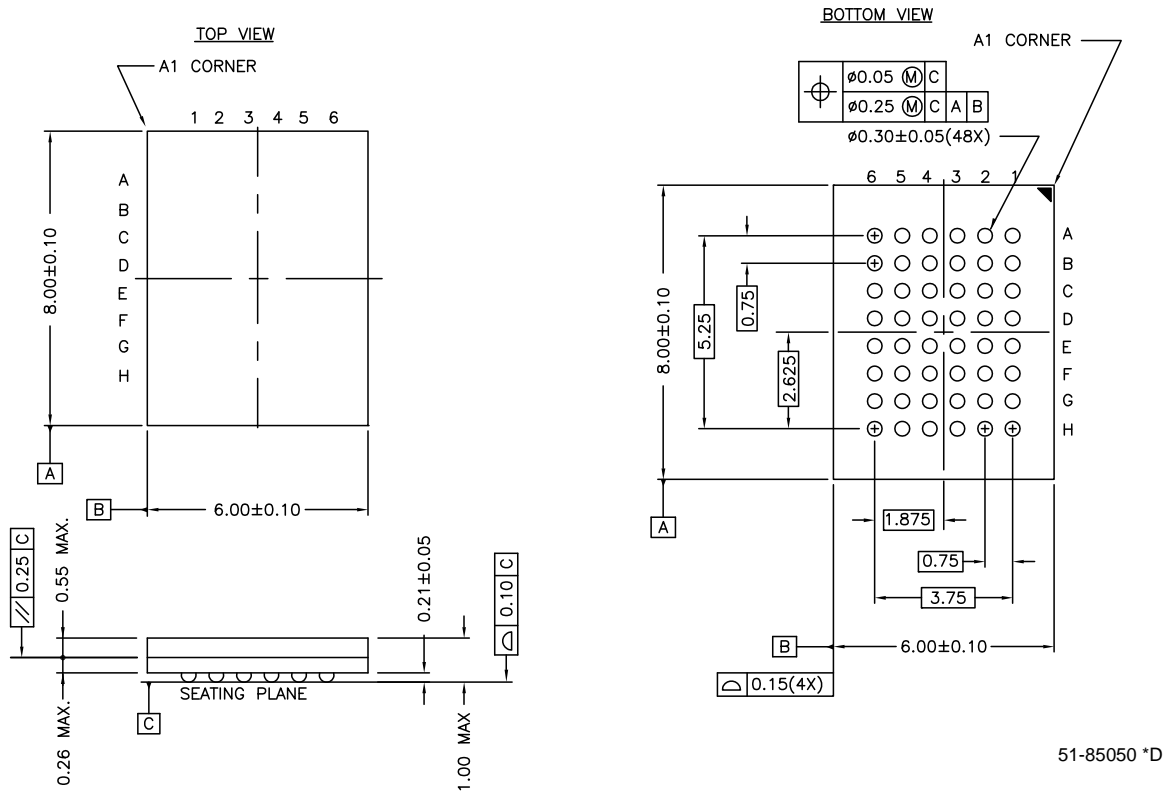 TOP VIEW
A1 CORNER
1 2 3 4 5 6
A
B
C
D
E
F
G
H
8.00±0.10
A
B
6.00±0.10
// 0.25 C
0.55 MAX.
0.21±0.05
⌓ 0.10 C
SEATING PLANE
C
0.26 MAX.
1.00 MAX
BOTTOM VIEW
A1 CORNER
⌖ ø0.05 Ⓜ C
ø0.25 Ⓜ C A B
ø0.30±0.05(48X)
6 5 4 3 2 1
A
B
C
D
E
F
G
H
8.00±0.10
5.25
0.75
2.625
A
1.875
0.75
3.75
B
6.00±0.10
⌓ 0.15(4X)
51-85050 *D